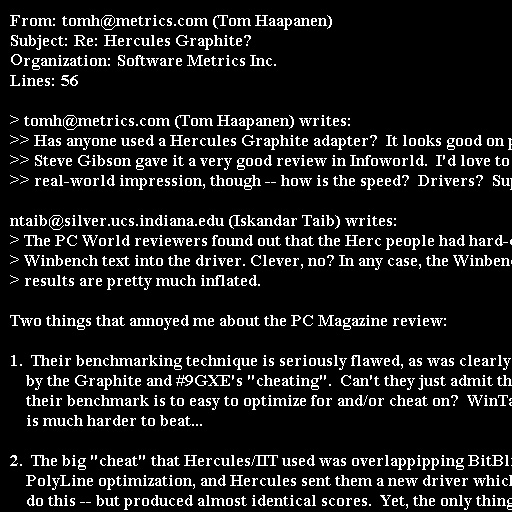 From: tomh@metrics.com (Tom Haapanen)
Subject: Re: Hercules Graphite?
Organization: Software Metrics Inc.
Lines: 56
> tomh@metrics.com (Tom Haapanen) writes:
>> Has anyone used a Hercules Graphite adapter?  It looks good on
>> Steve Gibson gave it a very good review in Infoworld.  I'd love to
>> real-world impression, though -- how is the speed?  Drivers?
ntaib@silver.ucs.indiana.edu (Iskandar Taib) writes:
> The PC World reviewers found out that the Herc people had
> Winbench text into the driver. Clever, no? In any case, the
> results are pretty much inflated.
Two things that annoyed me about the PC Magazine review:
1.  Their benchmarking technique is seriously flawed, as was clearly
by the Graphite and #9GXE's "cheating".  Can't they just admit
their benchmark is to easy to optimize for and/or cheat on?
is much harder to beat...
2.  The big "cheat" that Hercules/IIT used was overlappipping
PolyLine optimization, and Hercules sent them a new driver
do this -- but produced almost identical scores.  Yet, the only thing